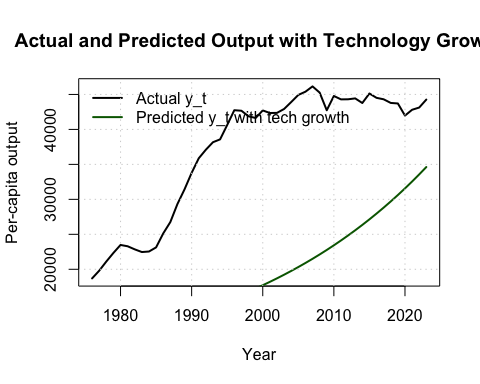 Actual and Predicted Output with Technology Grow
Actual y_t
Predicted y_t with tech growth
Per-capita output
40000
30000
20000
1980 1990 2000 2010 2020
Year